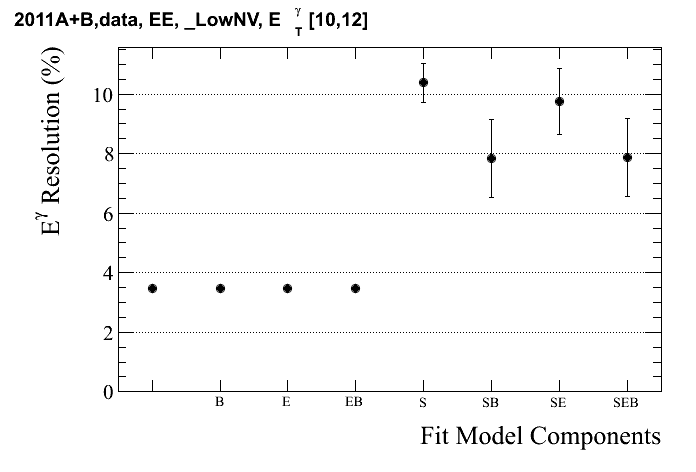 2011A+B,data, EE, _LowNV, E γ T [10,12]
E γ Resolution (%)
10
8
6
4
2
0
B E EB S SB SE SEB
Fit Model Components